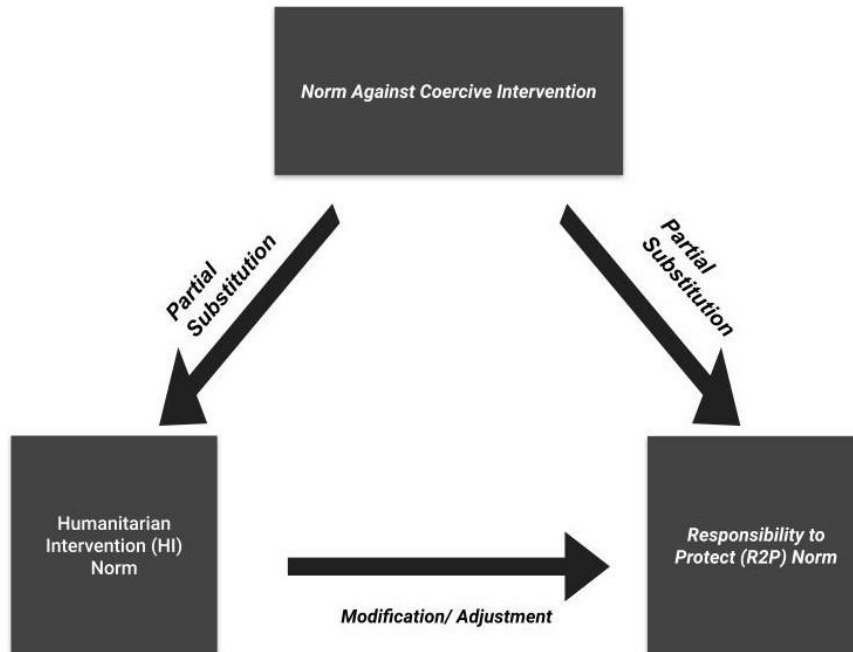 Norm Against Coercive Intervention
Partial
Substitution
Partial
Substitution
Humanitarian
Intervention (HI)
Norm
Responsibility to
Protect (R2P) Norm
Modification/ Adjustment